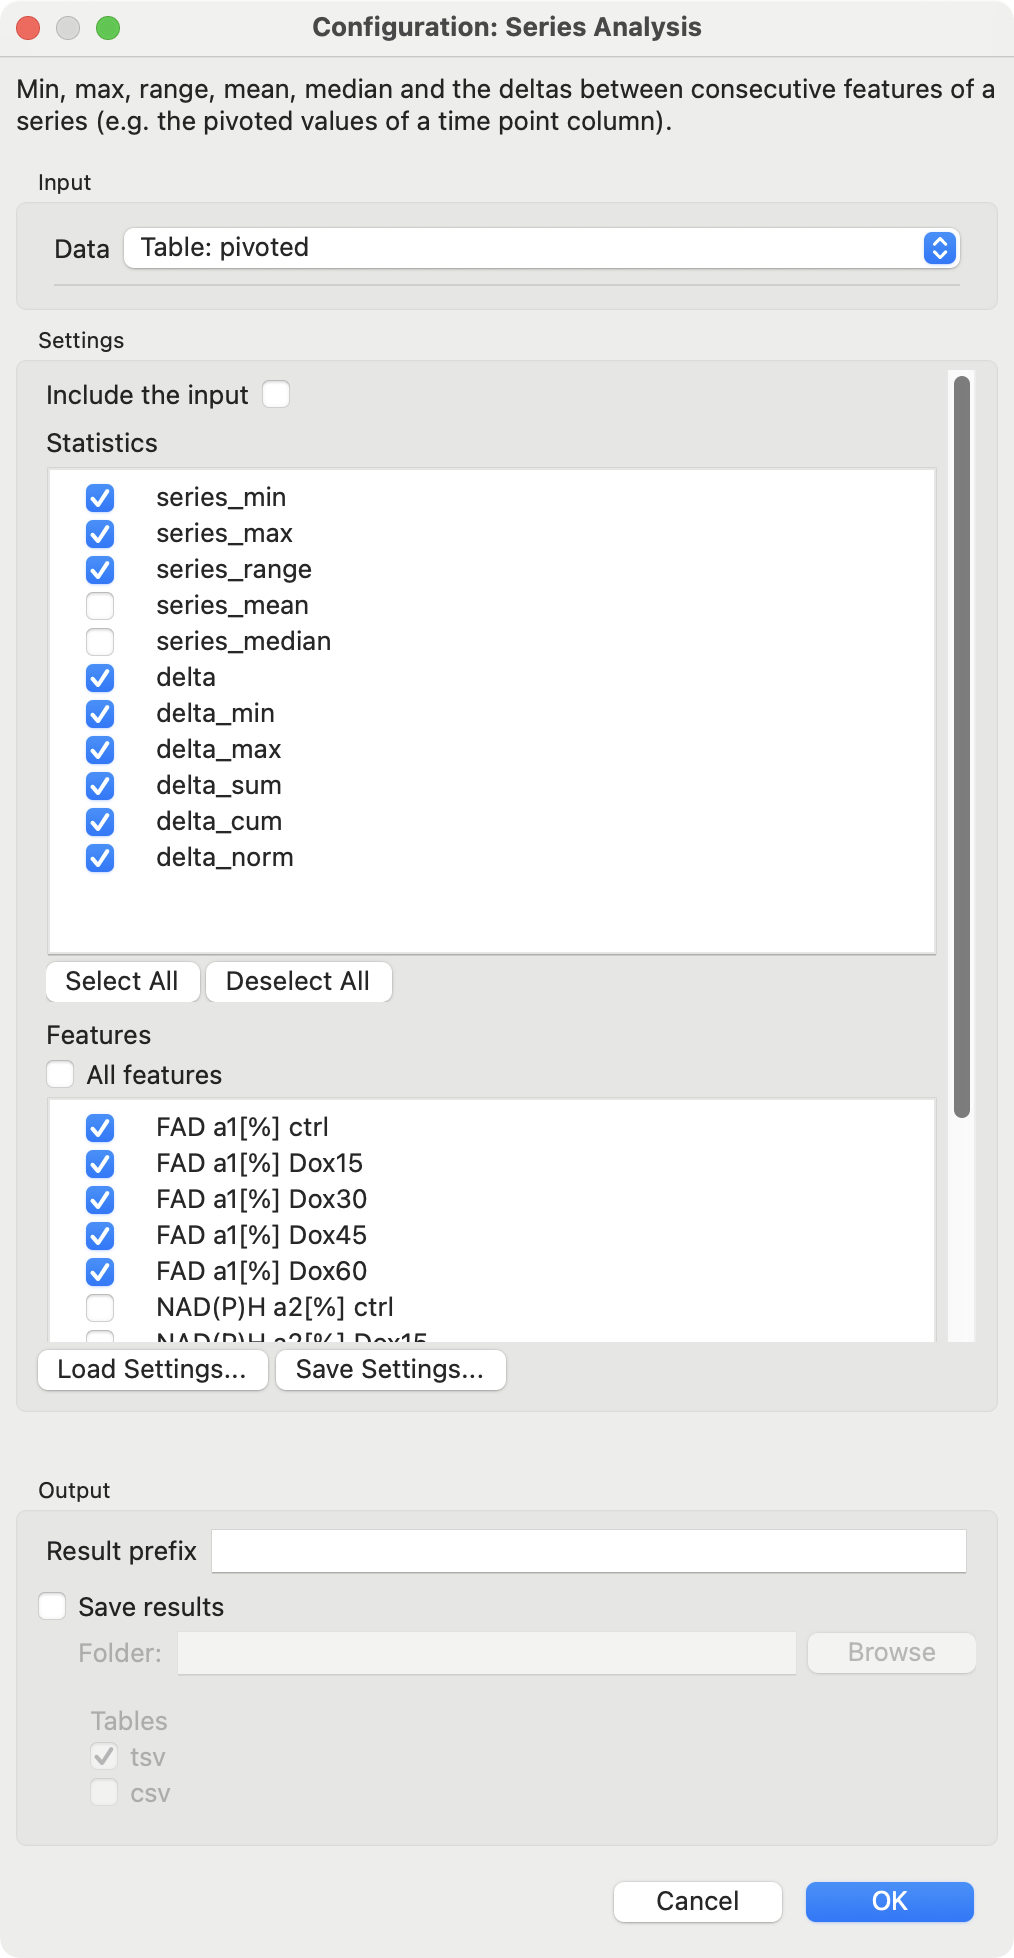 Configuration: Series Analysis
Min, max, range, mean, median and the deltas between consecutive features of a
series (e.g. the pivoted values of a time point column).
Input
Data Table: pivoted
Settings
Include the input
Statistics
series_min
series_max
series_range
series_mean
series_median
delta
delta_min
delta_max
delta_sum
delta_cum
delta_norm
Select All Deselect All
Features
All features
FAD a1[%] ctrl
FAD a1[%] Dox15
FAD a1[%] Dox30
FAD a1[%] Dox45
FAD a1[%] Dox60
NAD(P)H a2[%] ctrl
NAD(P)H a2[%] Dox15
Load Settings... Save Settings...
Output
Result prefix
Save results
Folder: Browse
Tables
tsv
csv
Cancel OK